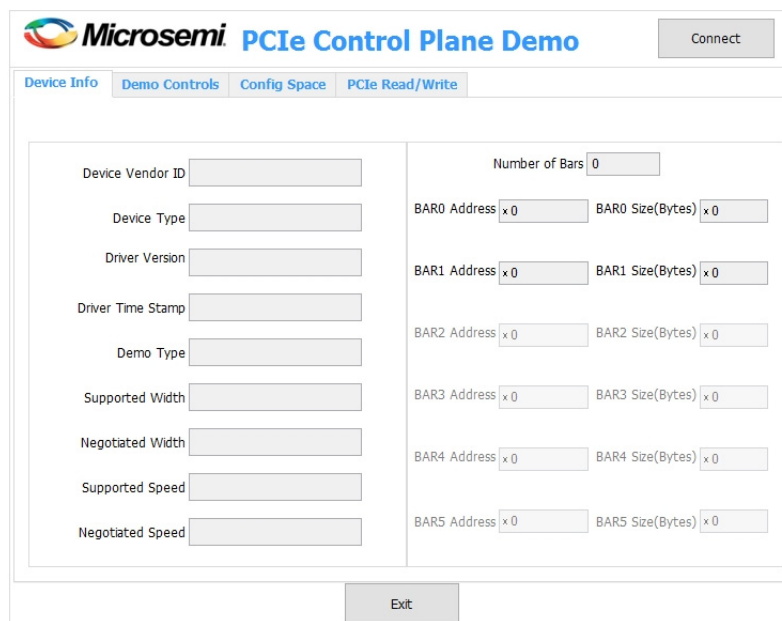 Microsemi. PCIe Control Plane Demo
Connect
Device Info Demo Controls Config Space PCIe Read/Write
Device Vendor ID
Device Type
Driver Version
Driver Time Stamp
Demo Type
Supported Width
Negotiated Width
Supported Speed
Negotiated Speed
Number of Bars 0
BAR0 Address x 0 BAR0 Size(Bytes) x 0
BAR1 Address x 0 BAR1 Size(Bytes) x 0
BAR2 Address x 0 BAR2 Size(Bytes) x 0
BAR3 Address x 0 BAR3 Size(Bytes) x 0
BAR4 Address x 0 BAR4 Size(Bytes) x 0
BAR5 Address x 0 BAR5 Size(Bytes) x 0
Exit